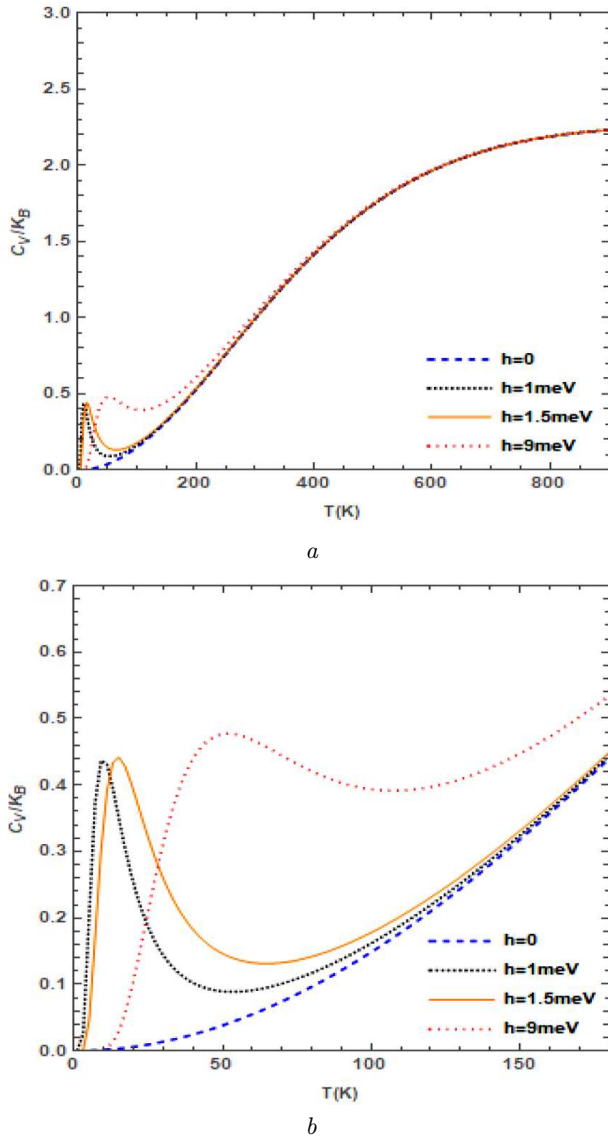 3.0
2.5
2.0
1.5
1.0
0.5
0.0
C_V/K_B
h=0
h=1meV
h=1.5meV
h=9meV
0 200 400 600 800
T(K)
a
0.7
0.6
0.5
0.4
0.3
0.2
0.1
0.0
C_V/K_B
h=0
h=1meV
h=1.5meV
h=9meV
0 50 100 150
T(K)
b